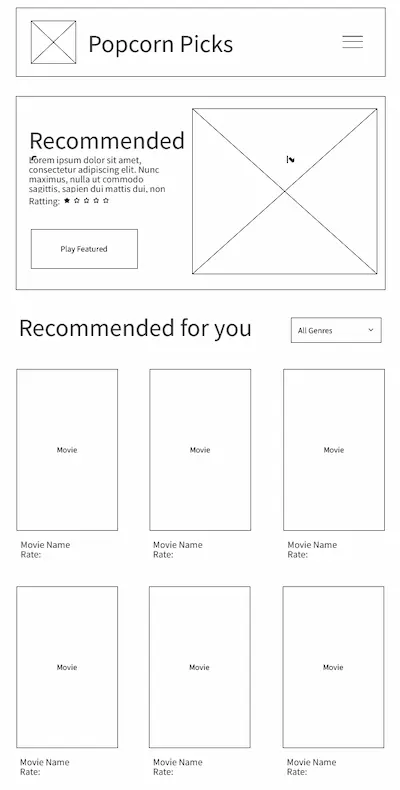 Popcorn Picks
Recommended
Lorem ipsum dolor sit amet,
consectetur adipiscing elit. Nunc
maximus, nulla ut commodo
sagittis, sapien dui mattis dui, non
Ratting:
Play Featured
Recommended for you
All Genres
Movie
Movie
Movie
Movie Name
Rate:
Movie Name
Rate:
Movie Name
Rate:
Movie
Movie
Movie
Movie Name
Rate:
Movie Name
Rate:
Movie Name
Rate: